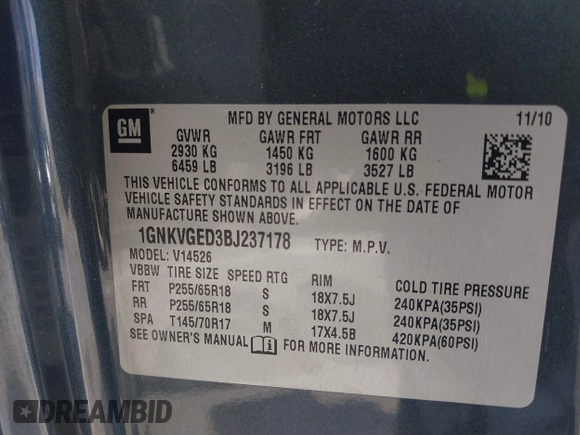 GM
MFD BY GENERAL MOTORS LLC 11/10
GVWR GAWR FRT GAWR RR
2930 KG 1450 KG 1600 KG
6459 LB 3196 LB 3527 LB
THIS VEHICLE CONFORMS TO ALL APPLICABLE U.S. FEDERAL MOTOR
VEHICLE SAFETY STANDARDS IN EFFECT ON THE DATE OF
MANUFACTURE SHOWN ABOVE.
1GNKVGED3BJ237178 TYPE: M.P.V.
MODEL: V14526
VBBW TIRE SIZE SPEED RTG RIM COLD TIRE PRESSURE
FRT P255/65R18 S 18X7.5J 240KPA(35PSI)
RR P255/65R18 S 18X7.5J 240KPA(35PSI)
SPA T145/70R17 M 17X4.5B 420KPA(60PSI)
SEE OWNER'S MANUAL FOR MORE INFORMATION.
DREAMBID